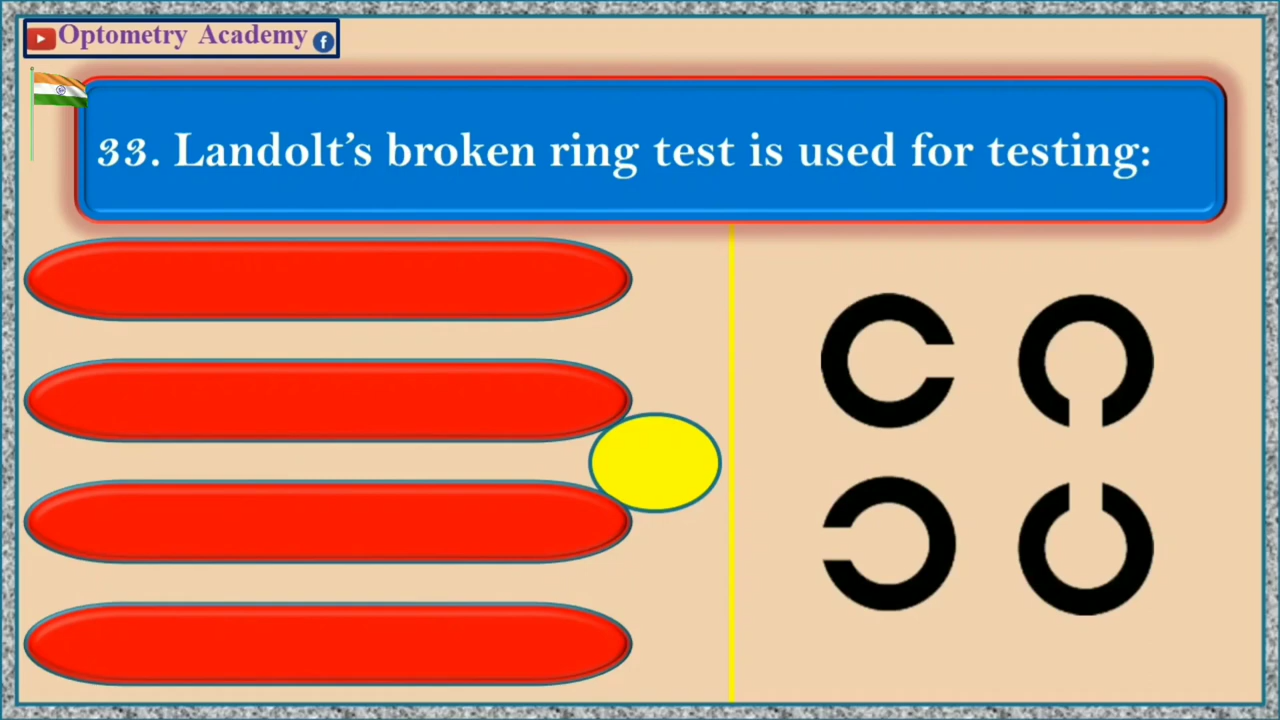 Optometry Academy
33. Landolt’s broken ring test is used for testing: